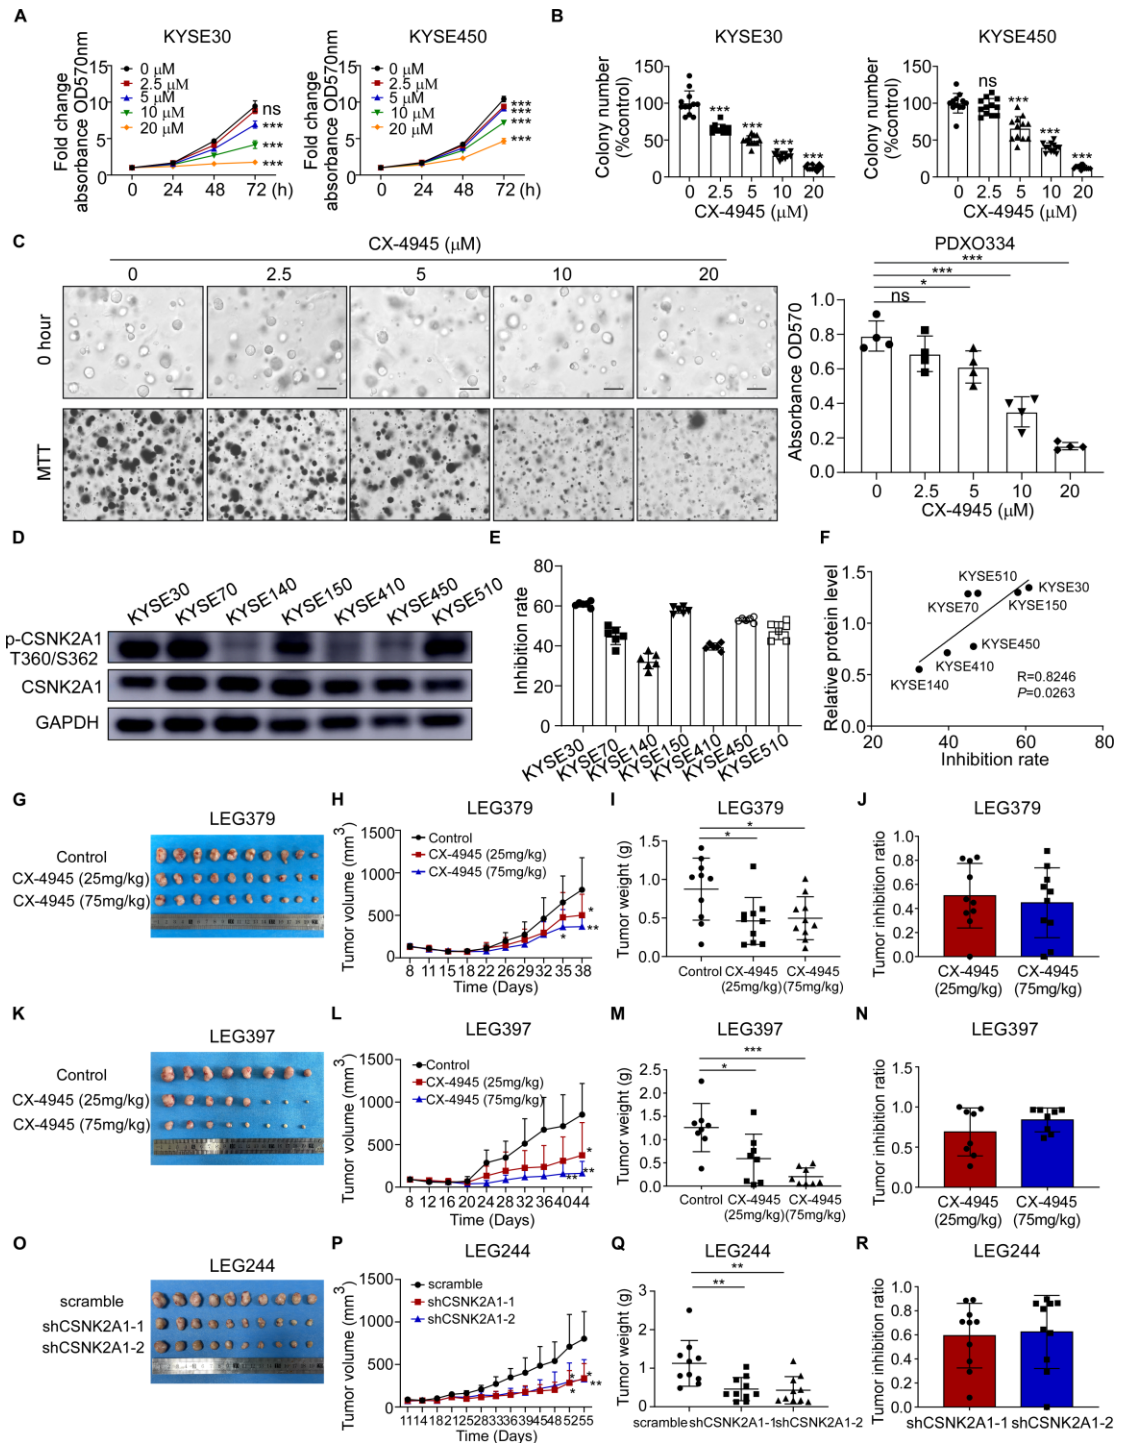 A
KYSE30
KYSE450
Fold change
absorbance OD570nm
15
10
5
0
0 μM
2.5 μM
5 μM
10 μM
20 μM
ns
***
***
***
0 24 48 72 (h)
Fold change
absorbance OD570nm
15
10
5
0
0 μM
2.5 μM
5 μM
10 μM
20 μM
***
***
***
***
0 24 48 72 (h)
B
KYSE30
KYSE450
Colony number
(%control)
150
100
50
0
*** *** *** ***
0 2.5 5 10 20
CX-4945 (μM)
Colony number
(%control)
150
100
50
0
ns *** *** ***
0 2.5 5 10 20
CX-4945 (μM)
C
CX-4945 (μM)
0 2.5 5 10 20
0 hour
MTT
PDXO334
***
***
*
ns
Absorbance OD570
1.0
0.8
0.6
0.4
0.2
0.0
0 2.5 5 10 20
CX-4945 (μM)
D
KYSE30 KYSE70 KYSE140 KYSE150 KYSE410 KYSE450 KYSE510
p-CSNK2A1
T360/S362
CSNK2A1
GAPDH
E
Inhibition rate
80
60
40
20
0
KYSE30 KYSE70 KYSE140 KYSE150 KYSE410 KYSE450 KYSE510
F
Relative protein level
1.5
1.0
0.5
0.0
KYSE510
KYSE30
KYSE70
KYSE150
KYSE450
KYSE410
KYSE140
R=0.8246
P=0.0263
20 40 60 80
Inhibition rate
G
LEG379
Control
CX-4945 (25mg/kg)
CX-4945 (75mg/kg)
H
LEG379
Tumor volume (mm3)
1500
1000
500
0
Control
CX-4945 (25mg/kg)
CX-4945 (75mg/kg)
*
**
*
8 11 15 18 22 26 29 32 35 38
Time (Days)
I
LEG379
*
*
Tumor weight (g)
1.5
1.0
0.5
0.0
Control CX-4945 CX-4945
(25mg/kg) (75mg/kg)
J
LEG379
Tumor inhibition ratio
1.0
0.8
0.6
0.4
0.2
0
CX-4945 CX-4945
(25mg/kg) (75mg/kg)
K
LEG397
Control
CX-4945 (25mg/kg)
CX-4945 (75mg/kg)
L
LEG397
Tumor volume (mm3)
1500
1000
500
0
Control
CX-4945 (25mg/kg)
CX-4945 (75mg/kg)
*
**
**
8 12 16 20 24 28 32 36 40 44
Time (Days)
M
LEG397
***
*
Tumor weight (g)
2.5
2.0
1.5
1.0
0.5
0.0
Control CX-4945 CX-4945
(25mg/kg) (75mg/kg)
N
LEG397
Tumor inhibition ratio
1.5
1.0
0.5
0.0
CX-4945 CX-4945
(25mg/kg) (75mg/kg)
O
LEG244
scramble
shCSNK2A1-1
shCSNK2A1-2
P
LEG244
Tumor volume (mm3)
1500
1000
500
0
scramble
shCSNK2A1-1
shCSNK2A1-2
*
*
*
**
11 14 18 21 25 28 33 36 39 45 48 52 55
Time (Days)
Q
LEG244
**
**
Tumor weight (g)
3
2
1
0
scramble shCSNK2A1-1 shCSNK2A1-2
R
LEG244
Tumor inhibition ratio
1.0
0.8
0.6
0.4
0.2
0.0
shCSNK2A1-1 shCSNK2A1-2